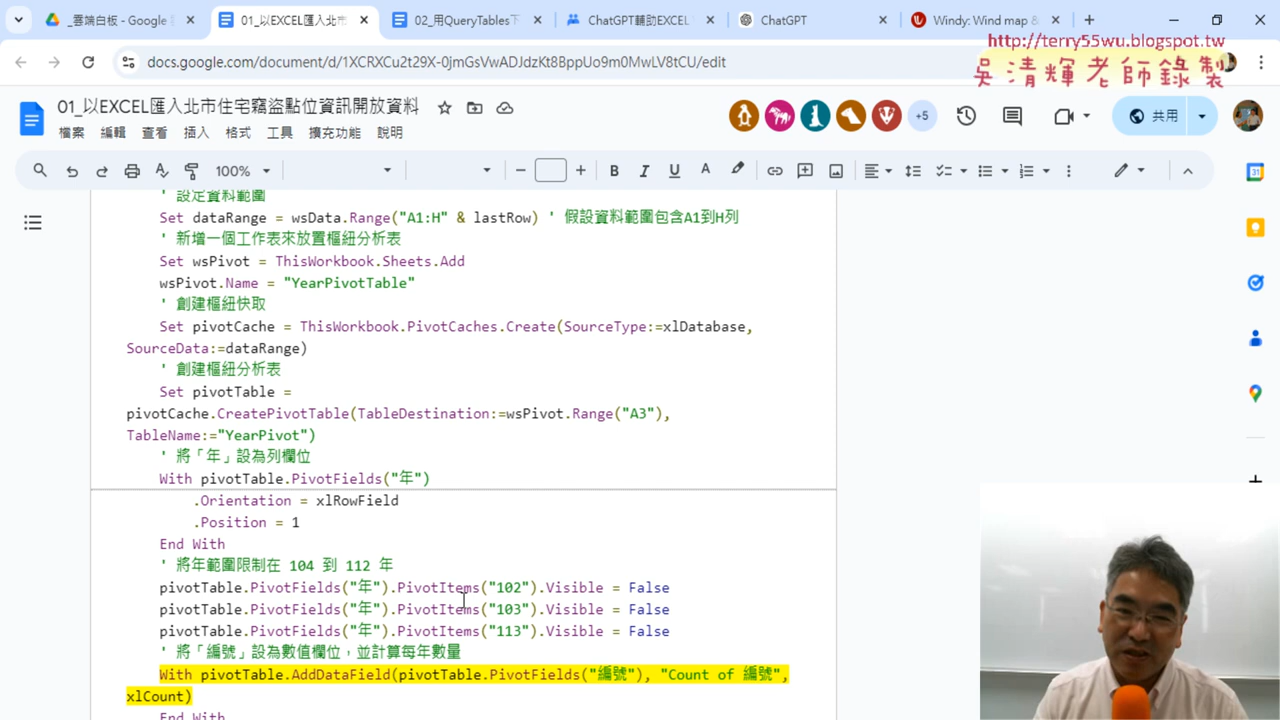 _雲端白板 - Google
01_以EXCEL匯入北市住宅竊
02_用QueryTables下
ChatGPT輔助EXCEL
ChatGPT
Windy: Wind map &
docs.google.com/document/d/1XCRXCu2t29X-0jmGsVwADJdzKt8BppUo9m0MwLV8tCU/edit
http://terry55wu.blogspot.tw
吳清輝老師錄製
01_以EXCEL匯入北市住宅竊盜點位資訊開放資料
檔案 編輯 查看 插入 格式 工具 擴充功能 說明
+5
共用
100%
B I U A
' 設定資料範圍
Set dataRange = wsData.Range("A1:H" & lastRow) ' 假設資料範圍包含A1到H列
' 新增一個工作表來放置樞紐分析表
Set wsPivot = ThisWorkbook.Sheets.Add
wsPivot.Name = "YearPivotTable"
' 創建樞紐快取
Set pivotCache = ThisWorkbook.PivotCaches.Create(SourceType:=xlDatabase,
SourceData:=dataRange)
' 創建樞紐分析表
Set pivotTable =
pivotCache.CreatePivotTable(TableDestination:=wsPivot.Range("A3"),
TableName:="YearPivot")
' 將「年」設為列欄位
With pivotTable.PivotFields("年")
.Orientation = xlRowField
.Position = 1
End With
' 將年範圍限制在 104 到 112 年
pivotTable.PivotFields("年").PivotItems("102").Visible = False
pivotTable.PivotFields("年").PivotItems("103").Visible = False
pivotTable.PivotFields("年").PivotItems("113").Visible = False
' 將「編號」設為數值欄位，並計算每年數量
With pivotTable.AddDataField(pivotTable.PivotFields("編號"), "Count of 編號",
xlCount)
End With